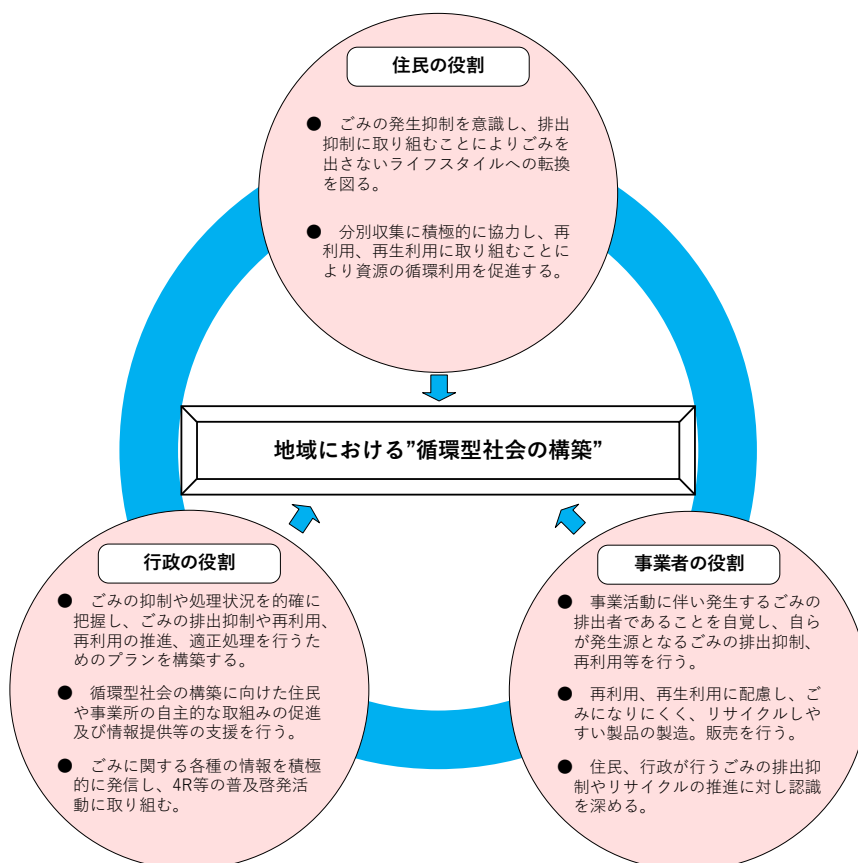 住民の役割
● ごみの発生抑制を意識し、排出
抑制に取り組むことによりごみを
出さないライフスタイルへの転換
を図る。
● 分別収集に積極的に協力し、再
利用、再生利用に取り組むことに
より資源の循環利用を促進する。
地域における”循環型社会の構築”
行政の役割
● ごみの抑制や処理状況を的確に
把握し、ごみの排出抑制や再利用、
再利用の推進、適正処理を行うた
めのプランを構築する。
● 循環型社会の構築に向けた住民
や事業所の自主的な取組みの促進
及び情報提供等の支援を行う。
● ごみに関する各種の情報を積極
的に発信し、4R等の普及啓発活
動に取り組む。
事業者の役割
● 事業活動に伴い発生するごみの
排出者であることを自覚し、自ら
が発生源となるごみの排出抑制、
再利用等を行う。
● 再利用、再生利用に配慮し、ご
みになりにくく、リサイクルしや
すい製品の製造。販売を行う。
● 住民、行政が行うごみの排出抑
制やリサイクルの推進に対し認識
を深める。